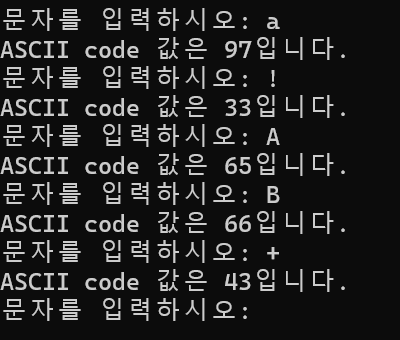 문자를 입력하시오: a
ASCII code 값은 97입니다.
문자를 입력하시오: !
ASCII code 값은 33입니다.
문자를 입력하시오: A
ASCII code 값은 65입니다.
문자를 입력하시오: B
ASCII code 값은 66입니다.
문자를 입력하시오: +
ASCII code 값은 43입니다.
문자를 입력하시오: